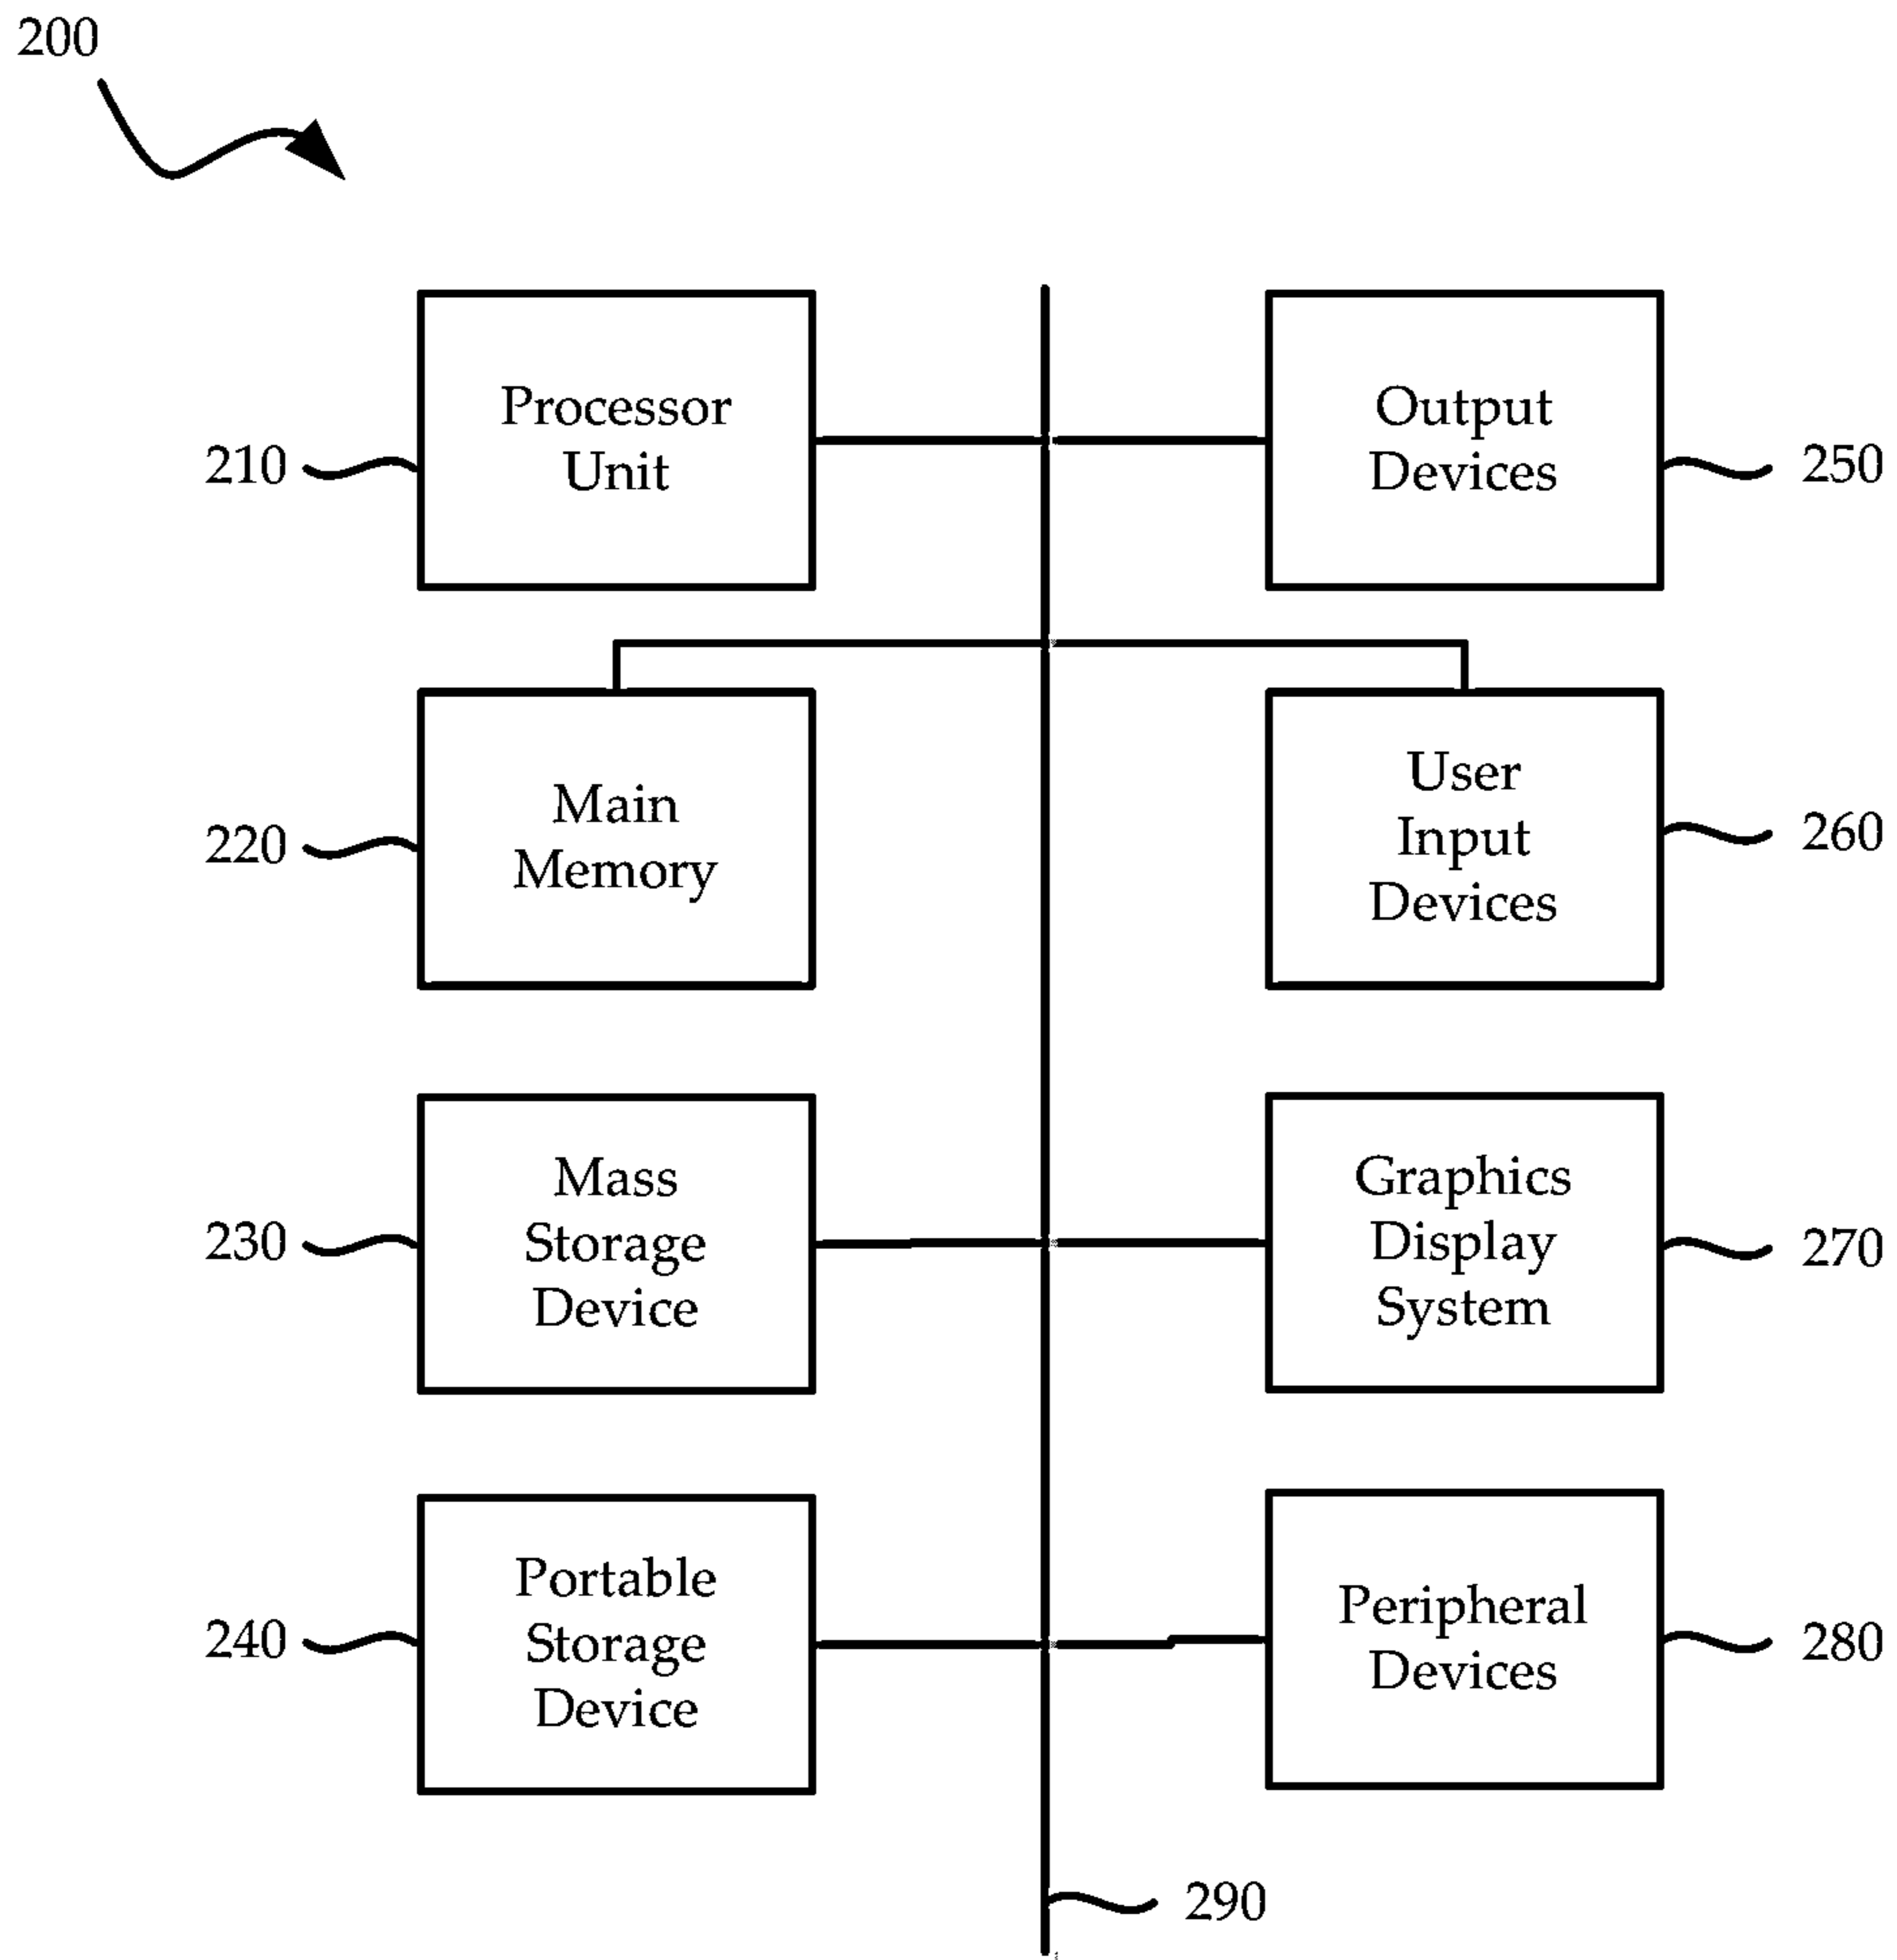 200
Processor
Unit
210
Output
Devices
250
Main
Memory
220
User
Input
Devices
260
Mass
Storage
Device
230
Graphics
Display
System
270
Portable
Storage
Device
240
Peripheral
Devices
280
290